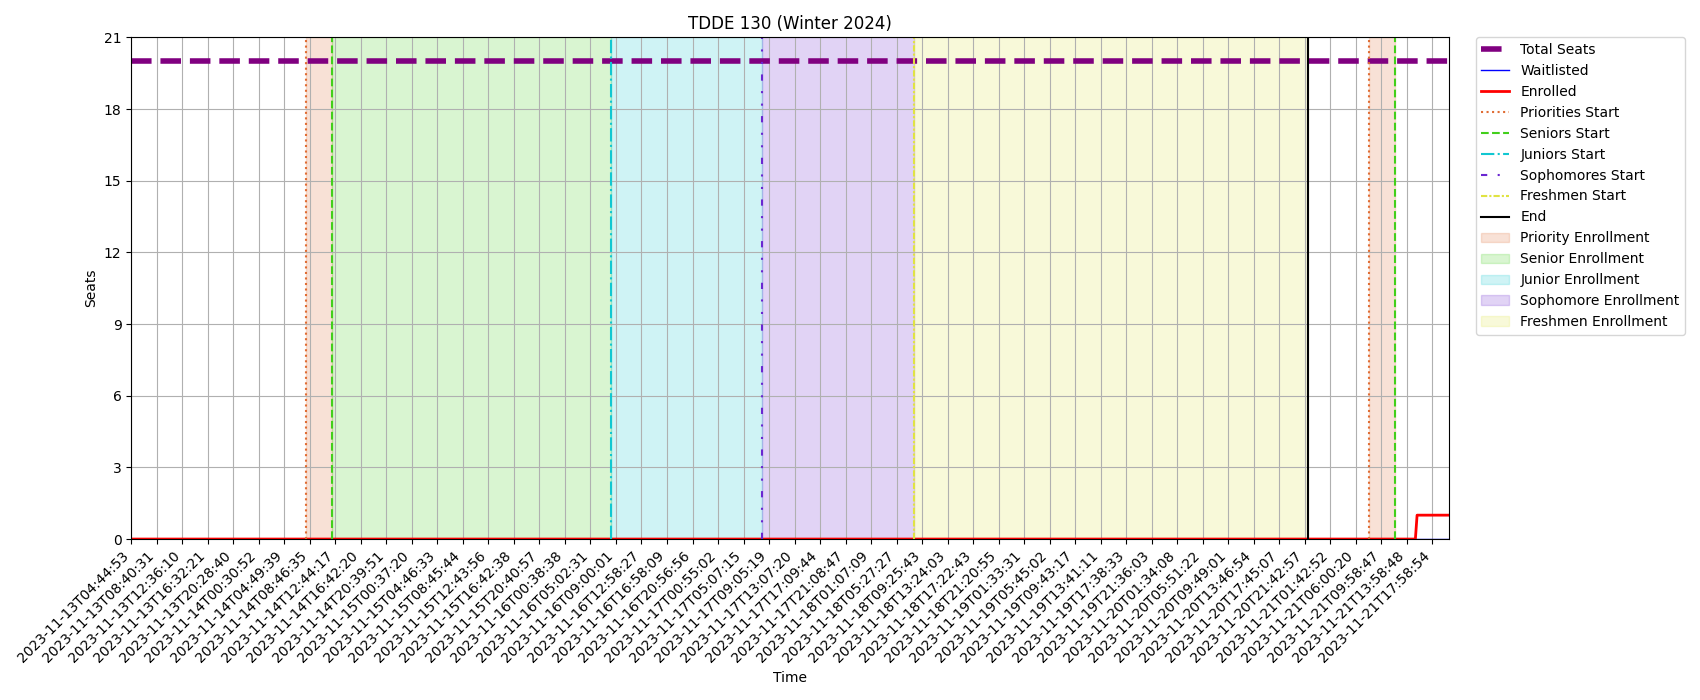 TDDE 130 (Winter 2024)
21
18
15
12
9
6
3
0
Seats
2023-11-13T04:44:53
2023-11-13T08:40:31
2023-11-13T12:36:10
2023-11-13T16:32:21
2023-11-13T20:28:40
2023-11-14T00:30:52
2023-11-14T04:49:39
2023-11-14T08:46:35
2023-11-14T12:44:17
2023-11-14T16:42:20
2023-11-14T20:39:51
2023-11-15T00:37:20
2023-11-15T04:46:33
2023-11-15T08:45:44
2023-11-15T12:43:56
2023-11-15T16:42:38
2023-11-15T20:40:57
2023-11-16T00:38:38
2023-11-16T05:02:31
2023-11-16T09:00:01
2023-11-16T12:58:27
2023-11-16T16:58:09
2023-11-16T20:56:56
2023-11-17T00:55:02
2023-11-17T05:07:15
2023-11-17T09:05:19
2023-11-17T13:07:20
2023-11-17T17:09:44
2023-11-17T21:08:47
2023-11-18T01:07:09
2023-11-18T05:27:27
2023-11-18T09:25:43
2023-11-18T13:24:03
2023-11-18T17:22:43
2023-11-18T21:20:55
2023-11-19T01:33:31
2023-11-19T05:45:02
2023-11-19T09:43:17
2023-11-19T13:41:11
2023-11-19T17:38:33
2023-11-19T21:36:03
2023-11-20T01:34:08
2023-11-20T05:51:22
2023-11-20T09:49:01
2023-11-20T13:46:54
2023-11-20T17:45:07
2023-11-20T21:42:57
2023-11-21T01:42:52
2023-11-21T06:00:20
2023-11-21T09:58:47
2023-11-21T13:58:48
2023-11-21T17:58:54
Time
Total Seats
Waitlisted
Enrolled
Priorities Start
Seniors Start
Juniors Start
Sophomores Start
Freshmen Start
End
Priority Enrollment
Senior Enrollment
Junior Enrollment
Sophomore Enrollment
Freshmen Enrollment